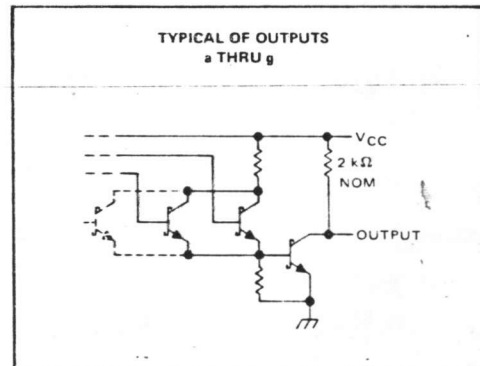 TYPICAL OF OUTPUTS
a THRU g
VCC
2 kΩ
NOM
OUTPUT